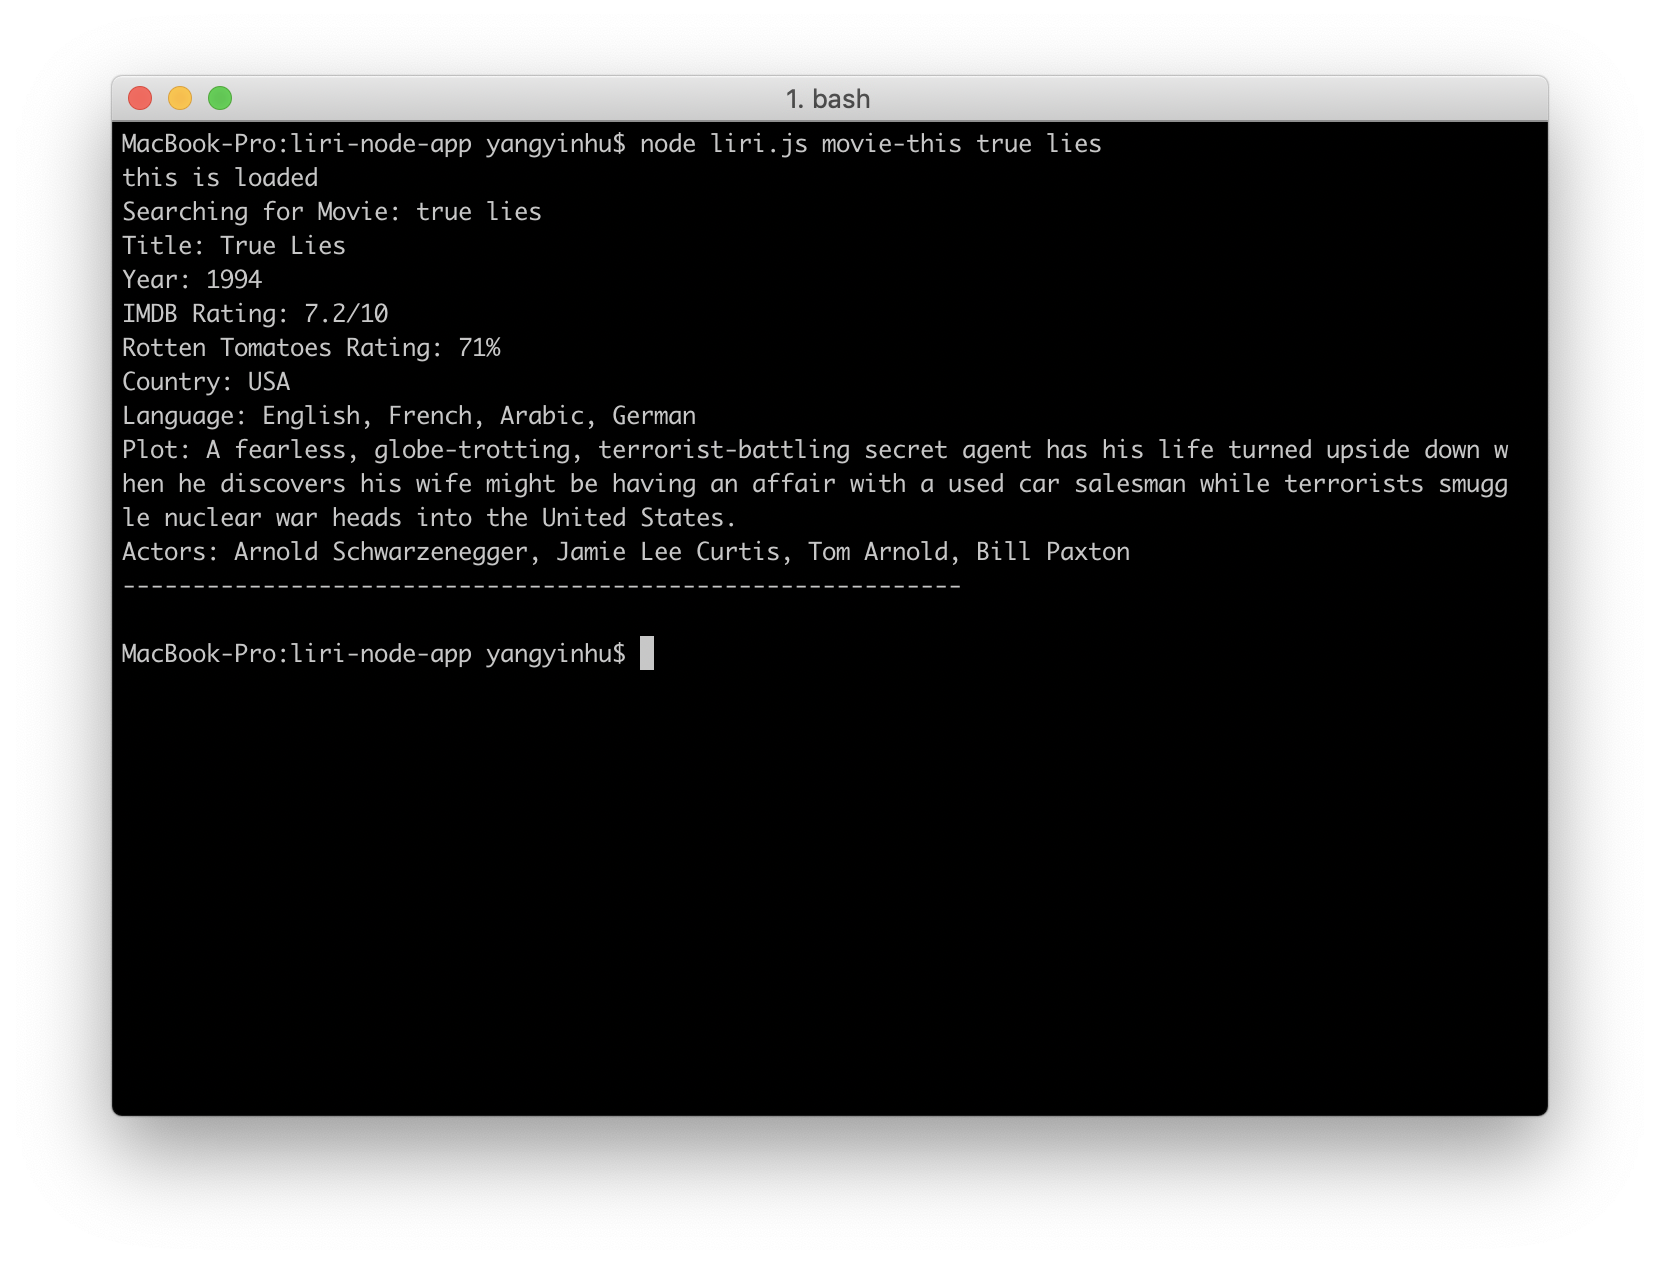 1. bash
MacBook-Pro:liri-node-app yangyinhu$ node liri.js movie-this true lies
this is loaded
Searching for Movie: true lies
Title: True Lies
Year: 1994
IMDB Rating: 7.2/10
Rotten Tomatoes Rating: 71%
Country: USA
Language: English, French, Arabic, German
Plot: A fearless, globe-trotting, terrorist-battling secret agent has his life turned upside down w
hen he discovers his wife might be having an affair with a used car salesman while terrorists smugg
le nuclear war heads into the United States.
Actors: Arnold Schwarzenegger, Jamie Lee Curtis, Tom Arnold, Bill Paxton
------------------------------------------------------------
MacBook-Pro:liri-node-app yangyinhu$